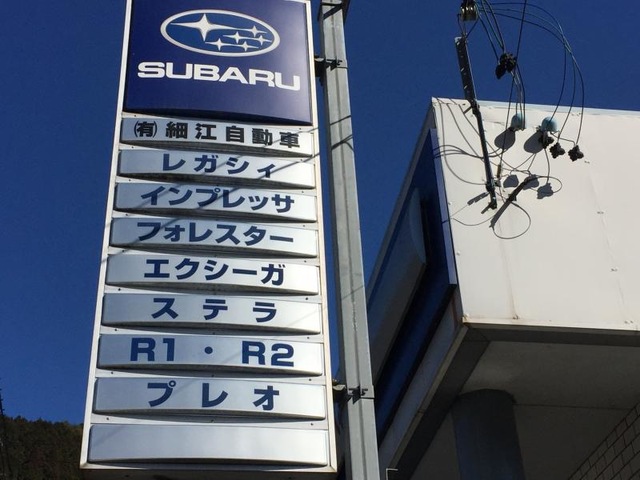 SUBARU
㈲ 細江自動車
レガシィ
インプレッサ
フォレスター
エクシーガ
ステラ
R1・R2
プレオ